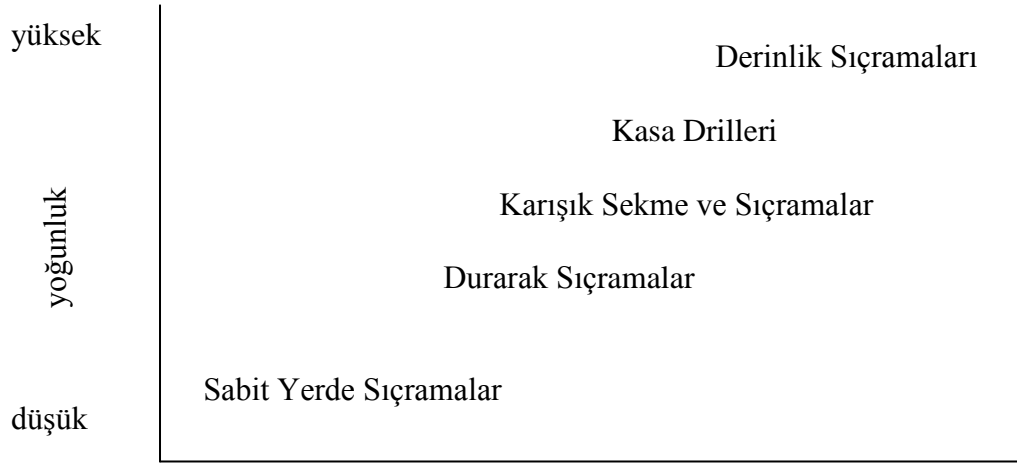 yüksek
Derinlik Sıçramaları
Kasa Drilleri
Karışık Sekme ve Sıçramalar
yoğunluk
Durarak Sıçramalar
Sabit Yerde Sıçramalar
düşük